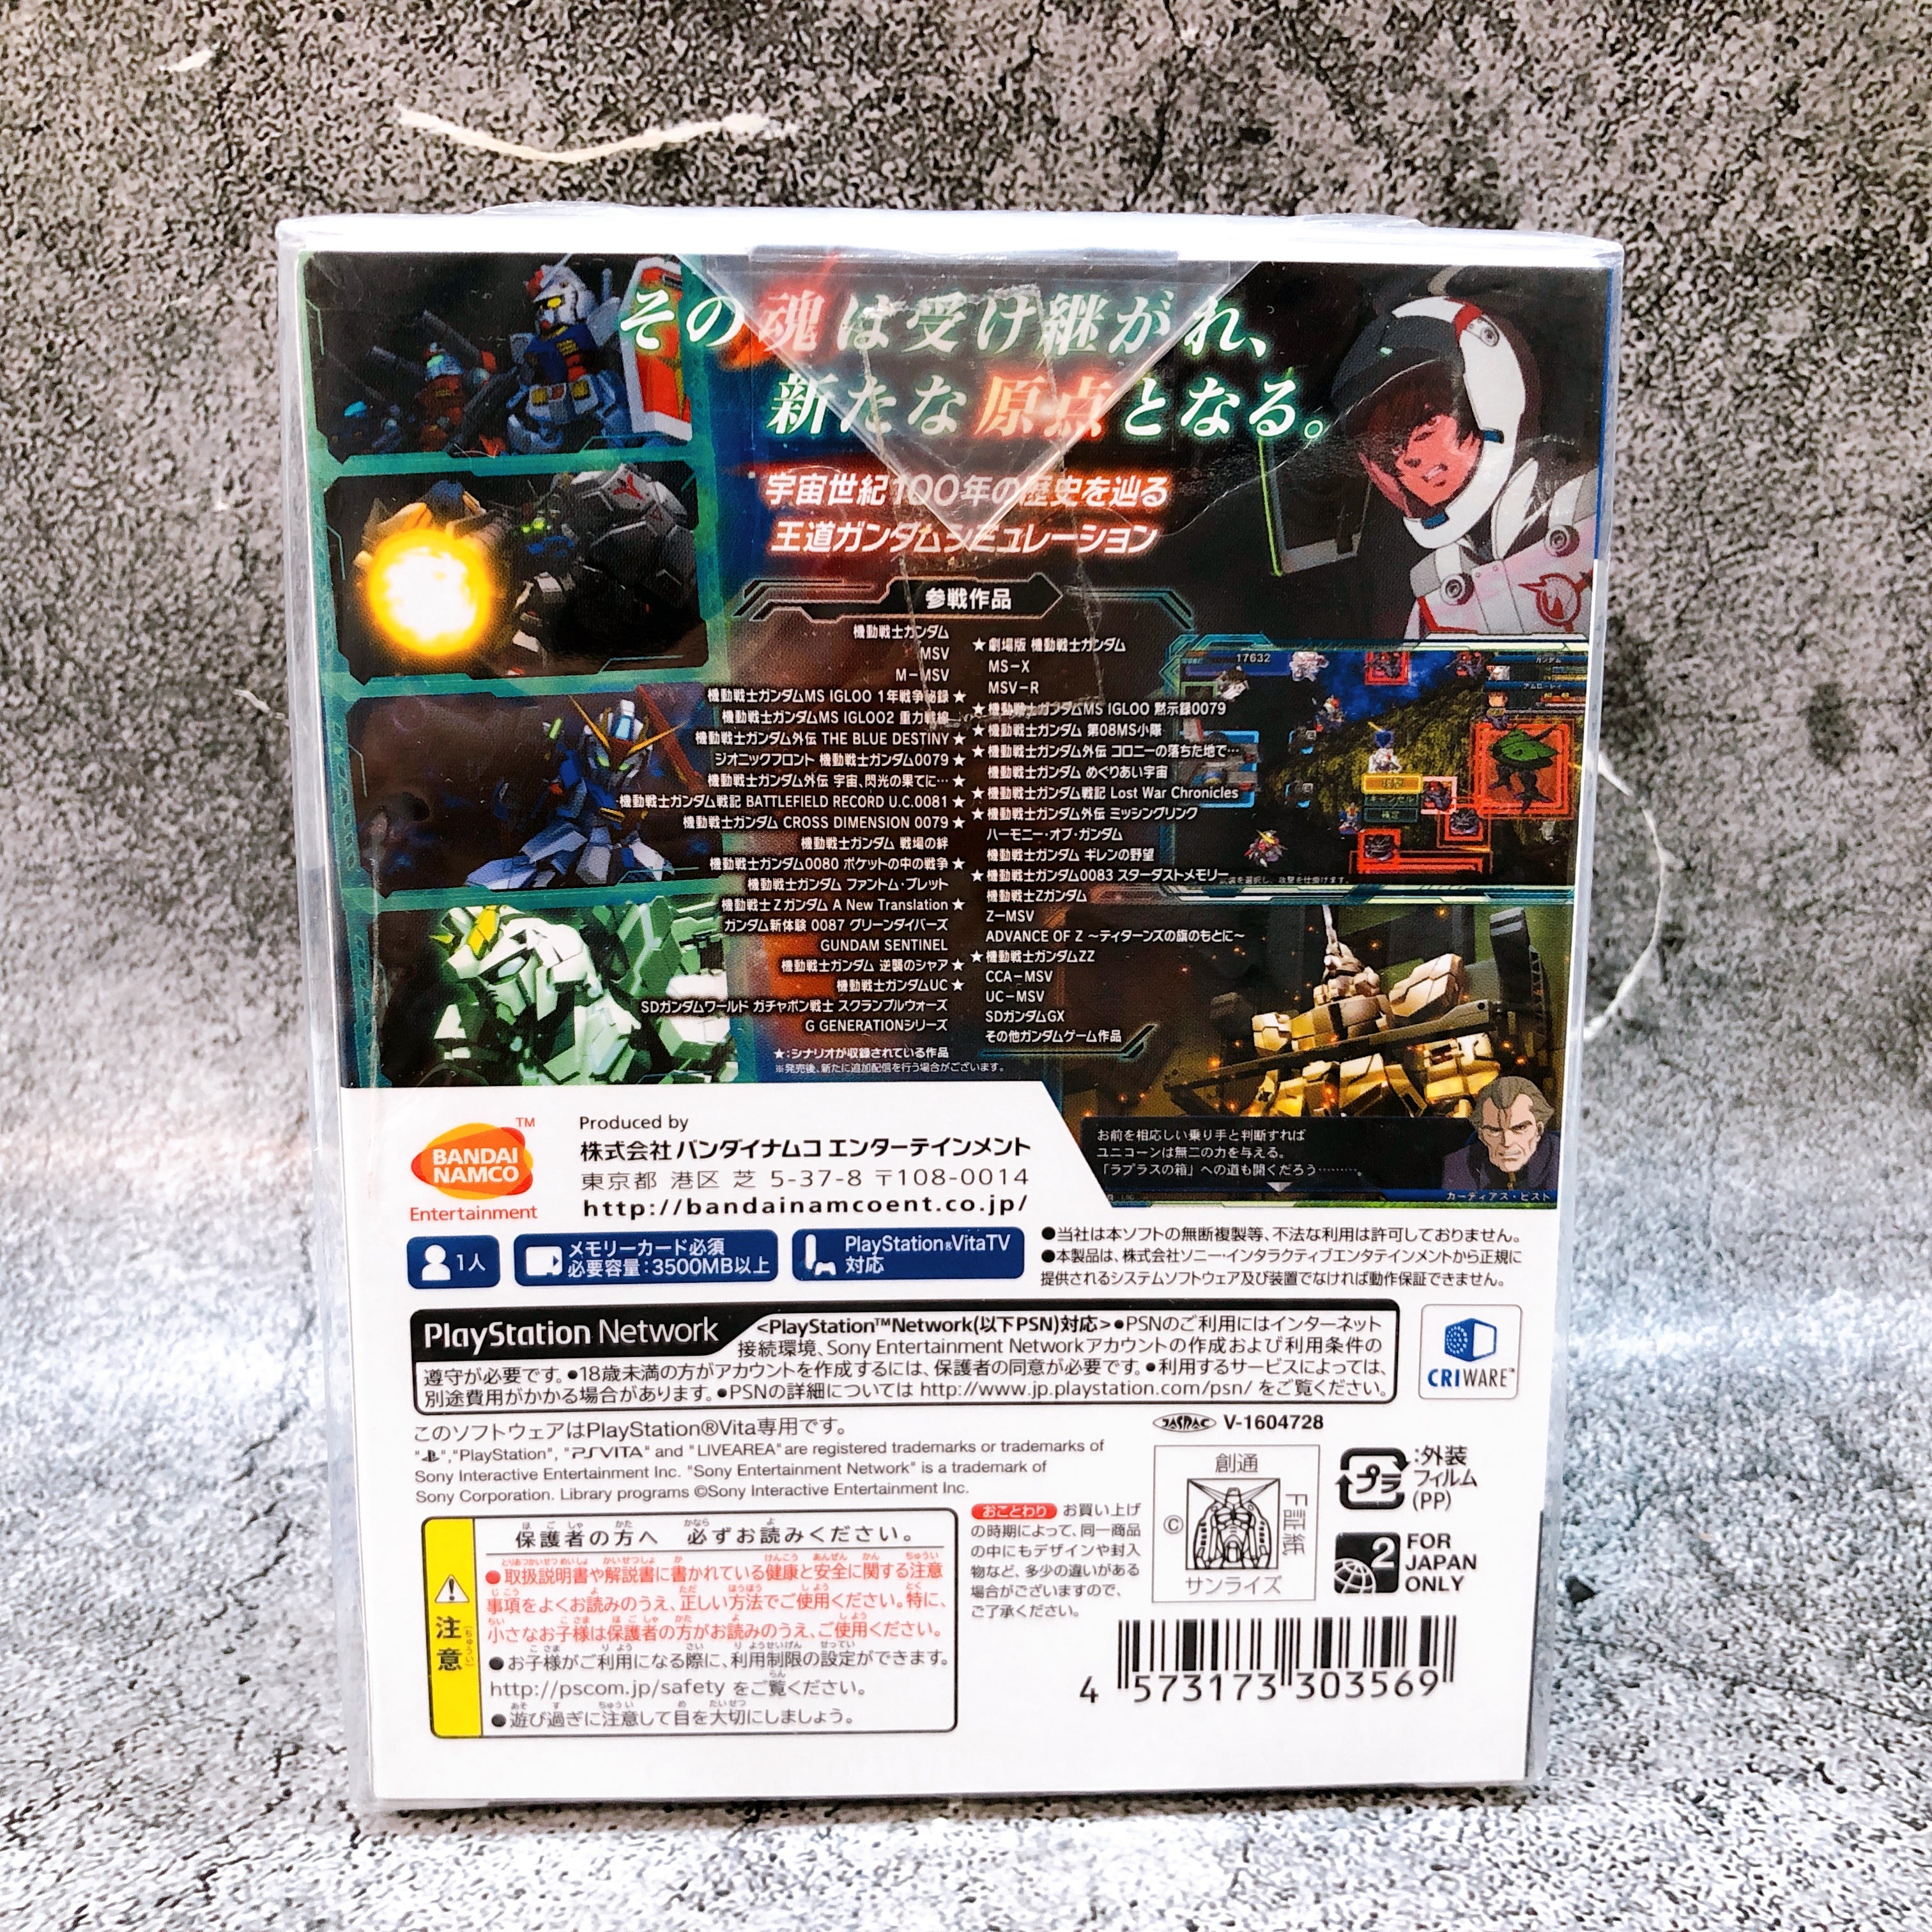 その魂は受け継がれ、
新たな原点となる。
宇宙世紀100年の歴史を辿る
王道ガンダムシミュレーション
参戦作品
機動戦士ガンダム
MSV
M-MSV
機動戦士ガンダムMS IGLOO 1年戦争秘録★
機動戦士ガンダムMS IGLOO2 重力戦線
機動戦士ガンダム外伝 THE BLUE DESTINY★
ジオニックフロント 機動戦士ガンダム0079★
機動戦士ガンダム外伝 宇宙、閃光の果てに…★
機動戦士ガンダム戦記 BATTLEFIELD RECORD U.C.0081★
機動戦士ガンダム CROSS DIMENSION 0079★
機動戦士ガンダム 戦場の絆
機動戦士ガンダム0080 ポケットの中の戦争★
機動戦士ガンダム ファントム・ブレット
機動戦士Zガンダム A New Translation★
ガンダム新体験 0087 グリーンダイバーズ
GUNDAM SENTINEL
機動戦士ガンダム 逆襲のシャア★
機動戦士ガンダムUC★
SDガンダムワールド ガチャポン戦士 スクランブルウォーズ
G GENERATIONシリーズ
★劇場版 機動戦士ガンダム
MS-X
MSV-R
★機動戦士ガンダムMS IGLOO 黙示録0079
★機動戦士ガンダム 第08MS小隊
★機動戦士ガンダム外伝 コロニーの落ちた地で…
機動戦士ガンダム めぐりあい宇宙
★機動戦士ガンダム戦記 Lost War Chronicles
★機動戦士ガンダム外伝 ミッシングリンク
ハーモニー・オブ・ガンダム
機動戦士ガンダム ギレンの野望
★機動戦士ガンダム0083 スターダストメモリー
機動戦士Zガンダム
Z-MSV
ADVANCE OF Z ～ティターンズの旗のもとに～
★機動戦士ガンダムZZ
CCA-MSV
UC-MSV
SDガンダムGX
その他ガンダムゲーム作品
★：シナリオが収録されている作品
※発売後、新たに追加配信を行う場合がございます。
17632
お前を相応しい乗り手と判断すれば
ユニコーンは無二の力を与える。
「ラプラスの箱」への道も開くだろう………。
カーディアス・ビスト
BANDAI
NAMCO
TM
Entertainment
Produced by
株式会社 バンダイナムコ エンターテインメント
東京都 港区 芝 5-37-8 〒108-0014
http://bandainamcoent.co.jp/
1人
メモリーカード必須
必要容量：3500MB以上
PlayStation®VitaTV
対応
●当社は本ソフトの無断複製等、不法な利用は許可しておりません。
●本製品は、株式会社ソニー・インタラクティブエンタテインメントから正規に
提供されるシステムソフトウェア及び装置でなければ動作保証できません。
PlayStation Network
<PlayStation™Network(以下PSN)対応>●PSNのご利用にはインターネット
接続環境、Sony Entertainment Networkアカウントの作成および利用条件の
遵守が必要です。●18歳未満の方がアカウントを作成するには、保護者の同意が必要です。●利用するサービスによっては、
別途費用がかかる場合があります。●PSNの詳細については http://www.jp.playstation.com/psn/ をご覧ください。
CRIWARE™
このソフトウェアはPlayStation®Vita専用です。
" ","PlayStation", "PSVITA" and "LIVEAREA" are registered trademarks or trademarks of
Sony Interactive Entertainment Inc. "Sony Entertainment Network" is a trademark of
Sony Corporation. Library programs ©Sony Interactive Entertainment Inc.
JASRAC V-1604728
創通
©
サンライズ
F証紙
プラ
:外装
フィルム
(PP)
2
FOR
JAPAN
ONLY
おことわり お買い上げ
の時期によって、同一商品
の中にもデザインや封入
物など、多少の違いがある
場合がございますので、
ご了承ください。
注意
ちゅうい
保護者の方へ 必ずお読みください。
●取扱説明書や解説書に書かれている健康と安全に関する注意
事項をよくお読みのうえ、正しい方法でご使用ください。特に、
小さなお子様は保護者の方がお読みのうえ、ご使用ください。
●お子様がご利用になる際に、利用制限の設定ができます。
http://pscom.jp/safety をご覧ください。
●遊び過ぎに注意して目を大切にしましょう。
4 573173 303569